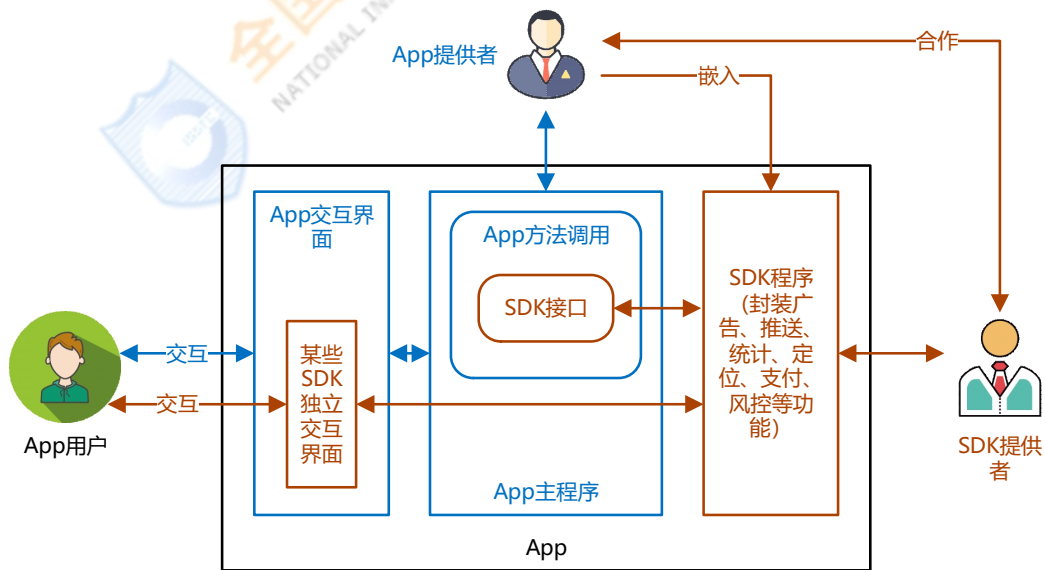 全国
NATIONAL IN
App提供者
合作
嵌入
App交互界
面
App方法调用
SDK接口
SDK程序
（封装广
告、推送、
统计、定
位、支付、
风控等功
能）
交互
某些
SDK
独立
交互
界面
交互
App用户
App主程序
SDK提供
者
App